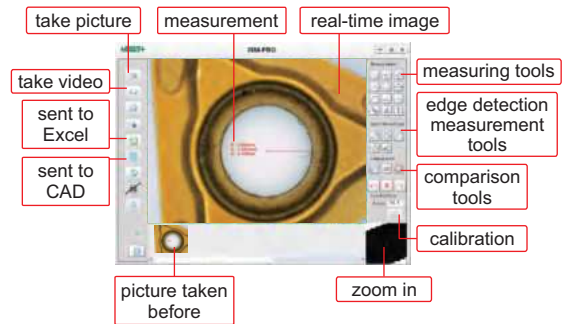 take picture
measurement
real-time image
take video
sent to
Excel
sent to
CAD
measuring tools
edge detection
measurement
tools
comparison
tools
calibration
picture taken
before
zoom in